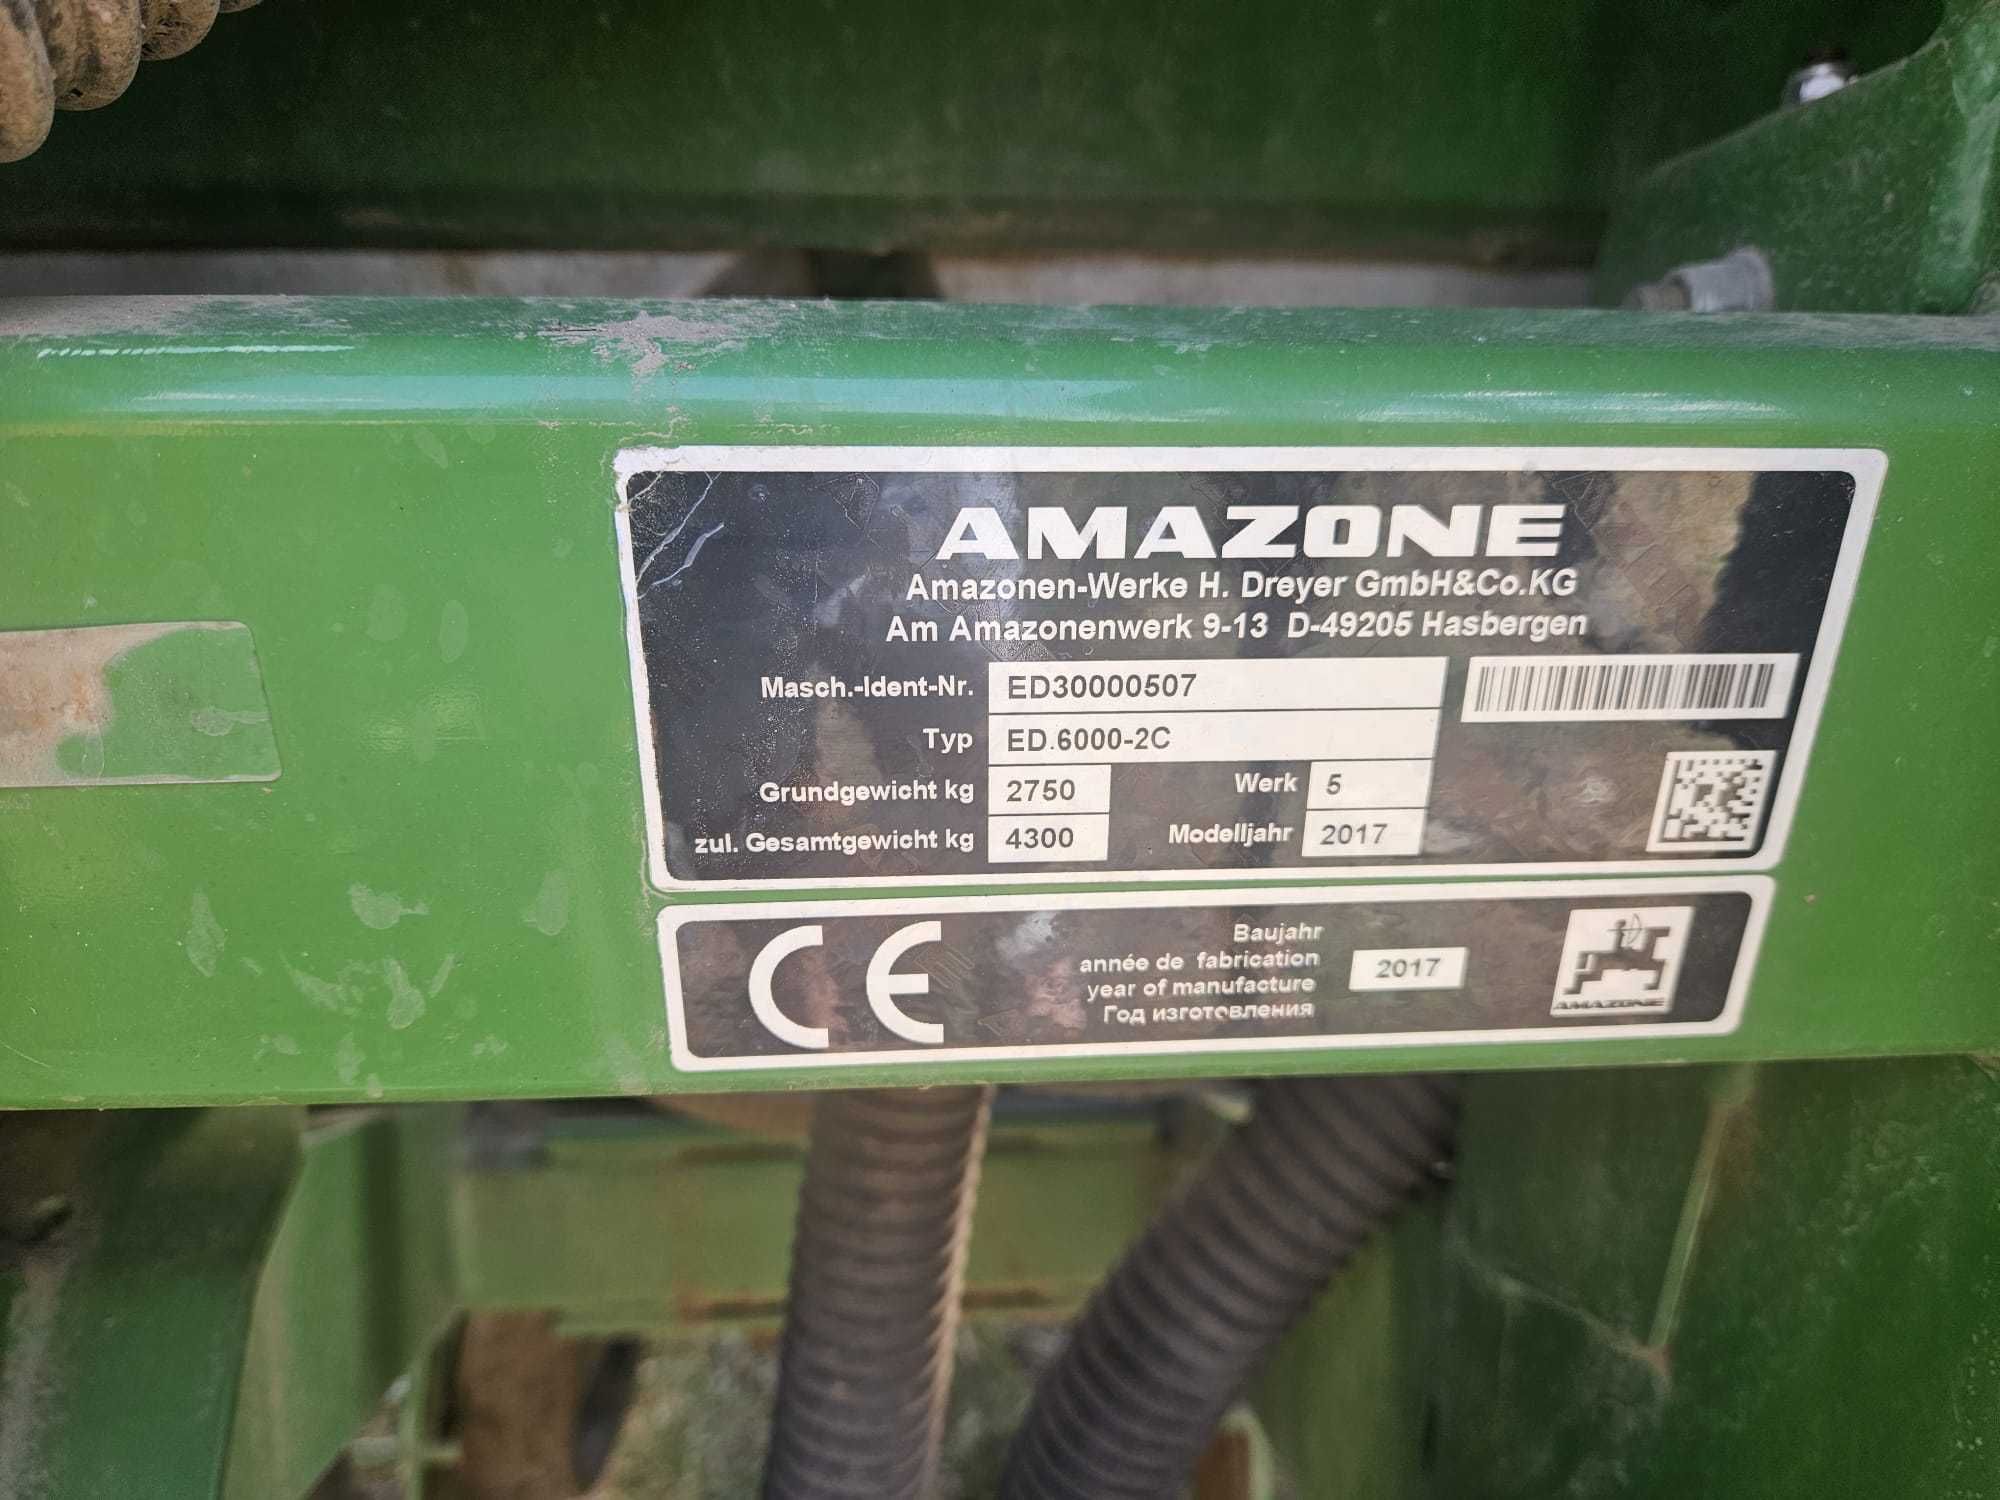 AMAZONE
Amazonen-Werke H. Dreyer GmbH&Co.KG
Am Amazonenwerk 9-13 D-49205 Hasbergen
Masch.-Ident-Nr. ED30000507
Typ ED.6000-2C
Grundgewicht kg 2750 Werk 5
zul. Gesamtgewicht kg 4300 Modelljahr 2017
CE
Baujahr
année de fabrication
year of manufacture
Год изготовления
2017
AMAZONE